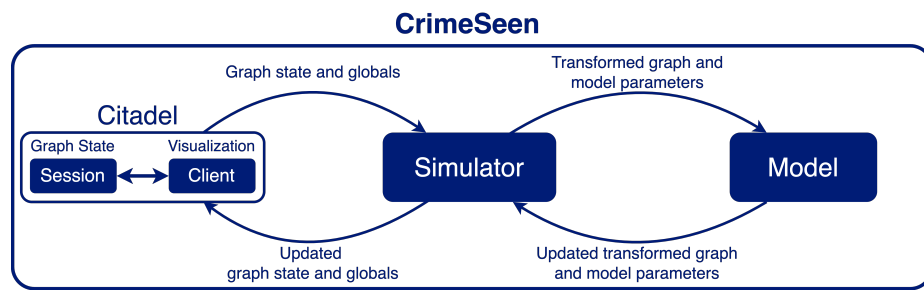 CrimeSeen
Graph state and globals
Transformed graph and
model parameters
Citadel
Graph State
Visualization
Session
Client
Simulator
Model
Updated
graph state and globals
Updated transformed graph
and model parameters